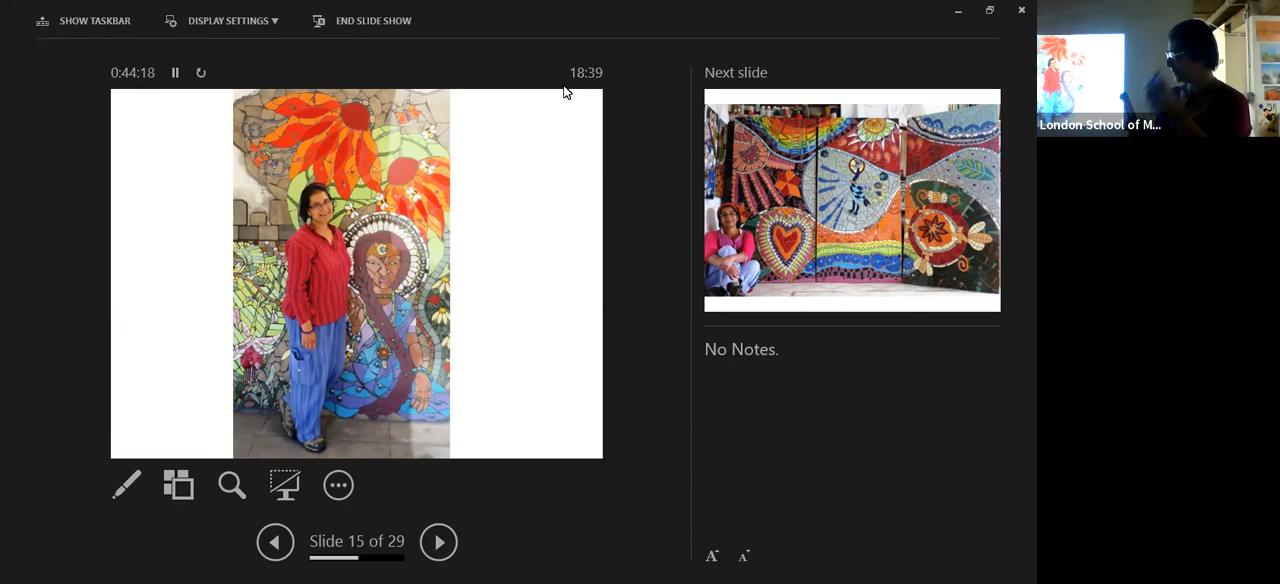 SHOW TASKBAR
DISPLAY SETTINGS ▼
END SLIDE SHOW
0:44:18
18:39
Next slide
London School of M...
No Notes.
Slide 15 of 29
A
A